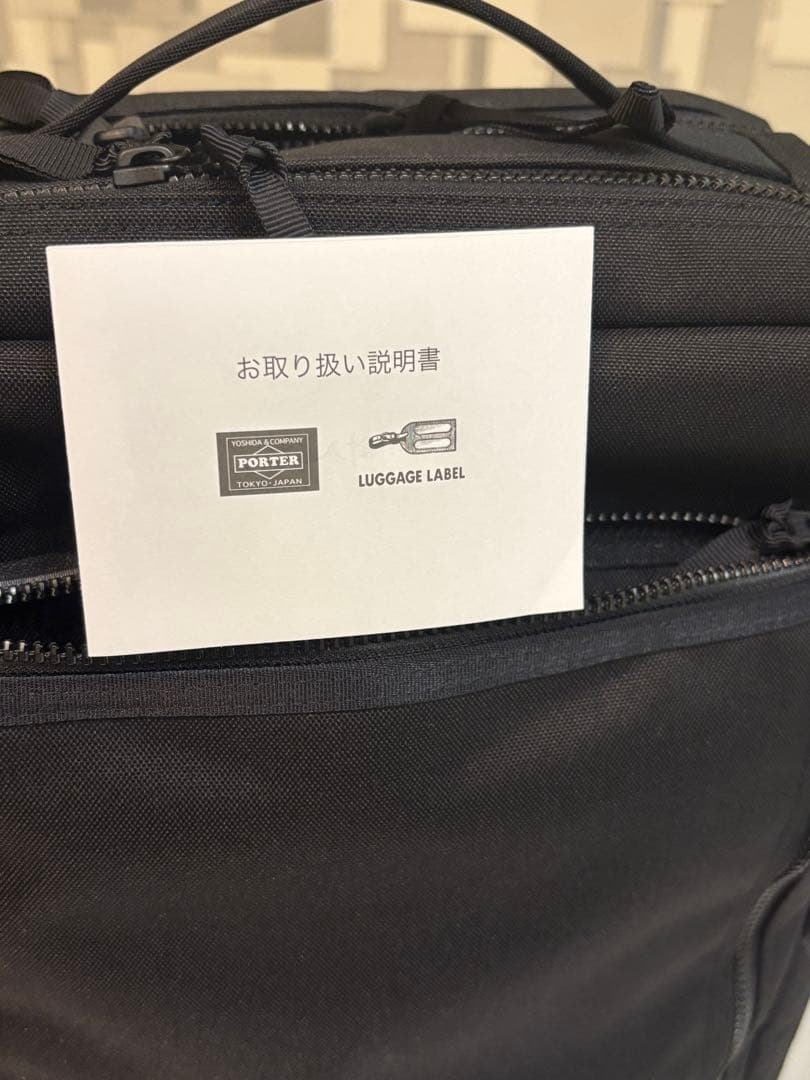 お取り扱い説明書
YOSHIDA & COMPANY
PORTER
TOKYO・JAPAN
LUGGAGE LABEL